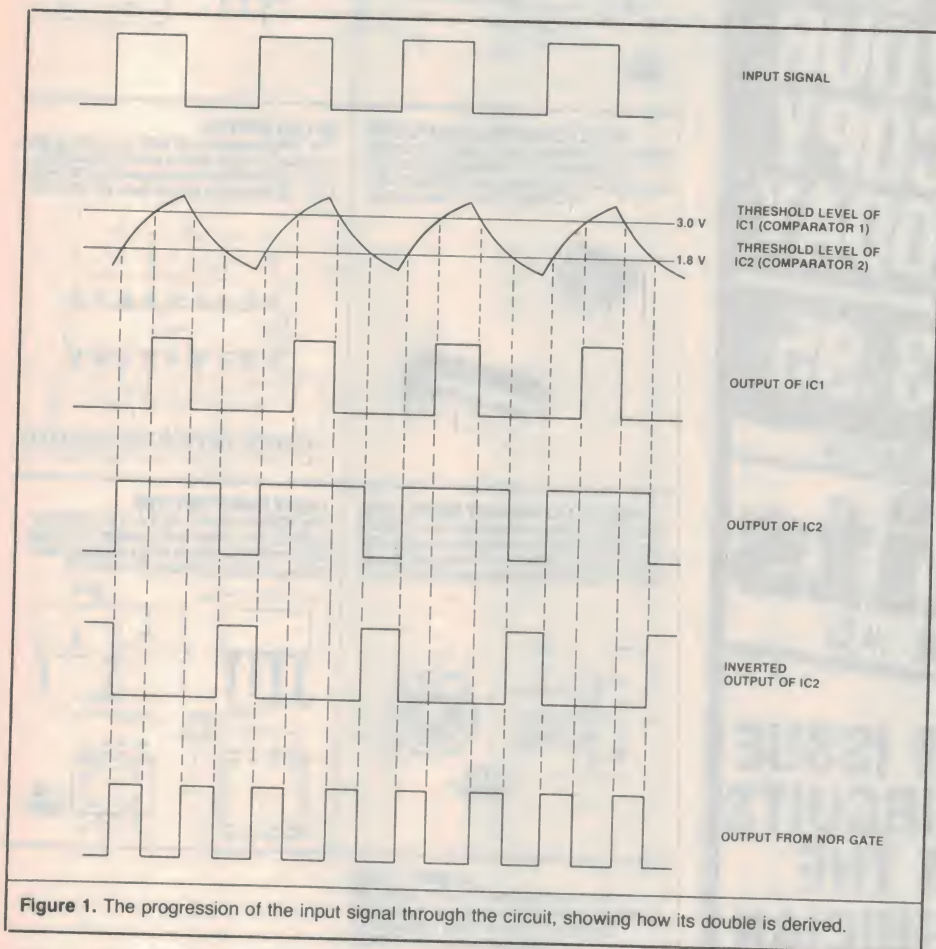 INPUT SIGNAL
THRESHOLD LEVEL OF
IC1 (COMPARATOR 1)
3.0 V
THRESHOLD LEVEL OF
IC2 (COMPARATOR 2)
1.8 V
OUTPUT OF IC1
OUTPUT OF IC2
INVERTED
OUTPUT OF IC2
OUTPUT FROM NOR GATE
Figure 1. The progression of the input signal through the circuit, showing how its double is derived.